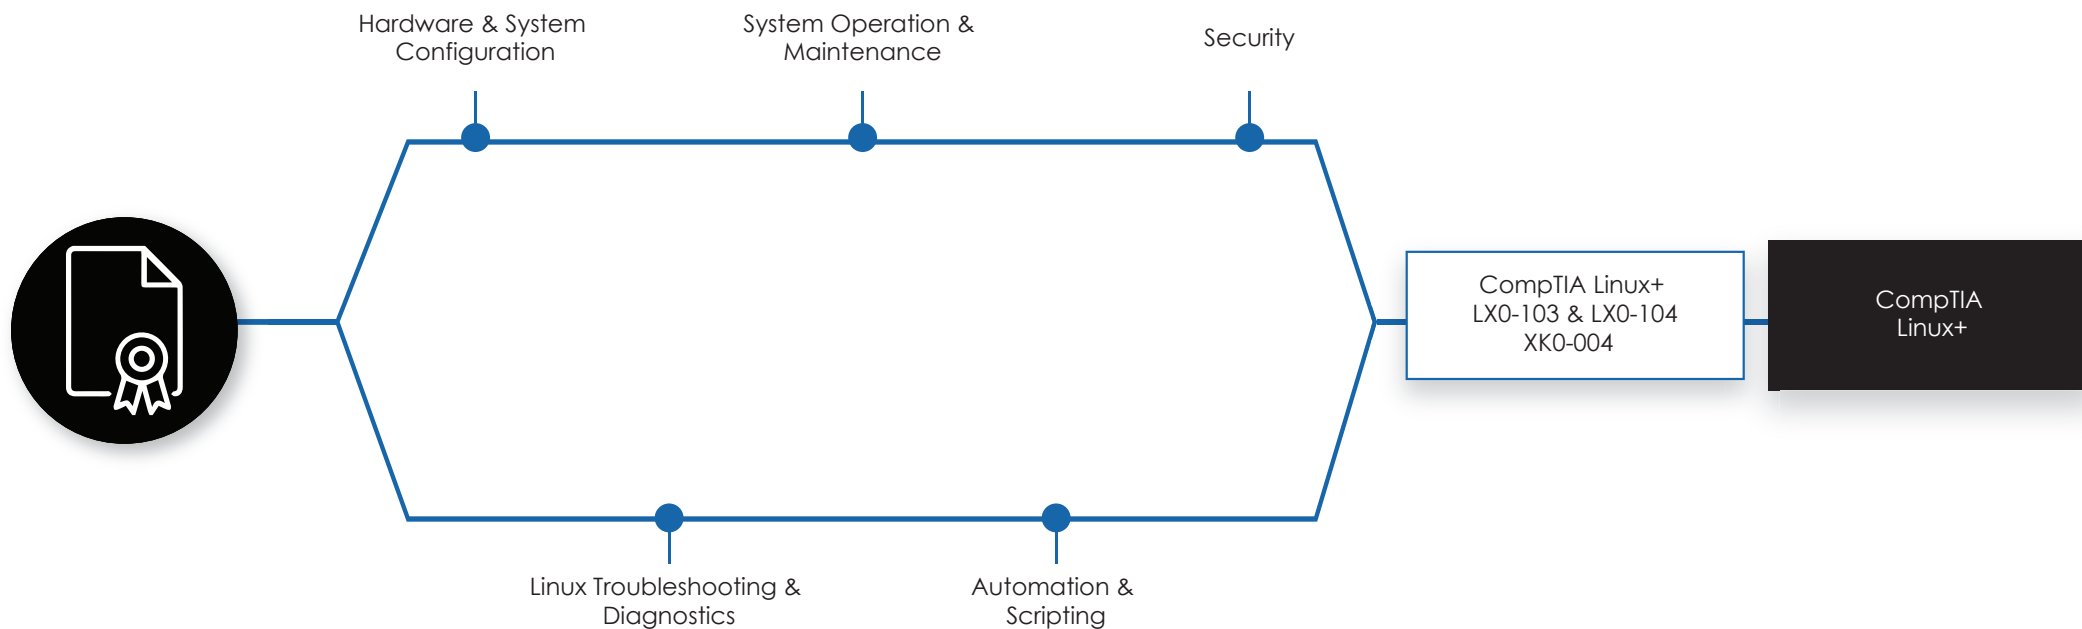 Hardware & System
Configuration
System Operation &
Maintenance
Security
CompTIA Linux+
LX0-103 & LX0-104
XK0-004
CompTIA
Linux+
Linux Troubleshooting &
Diagnostics
Automation &
Scripting